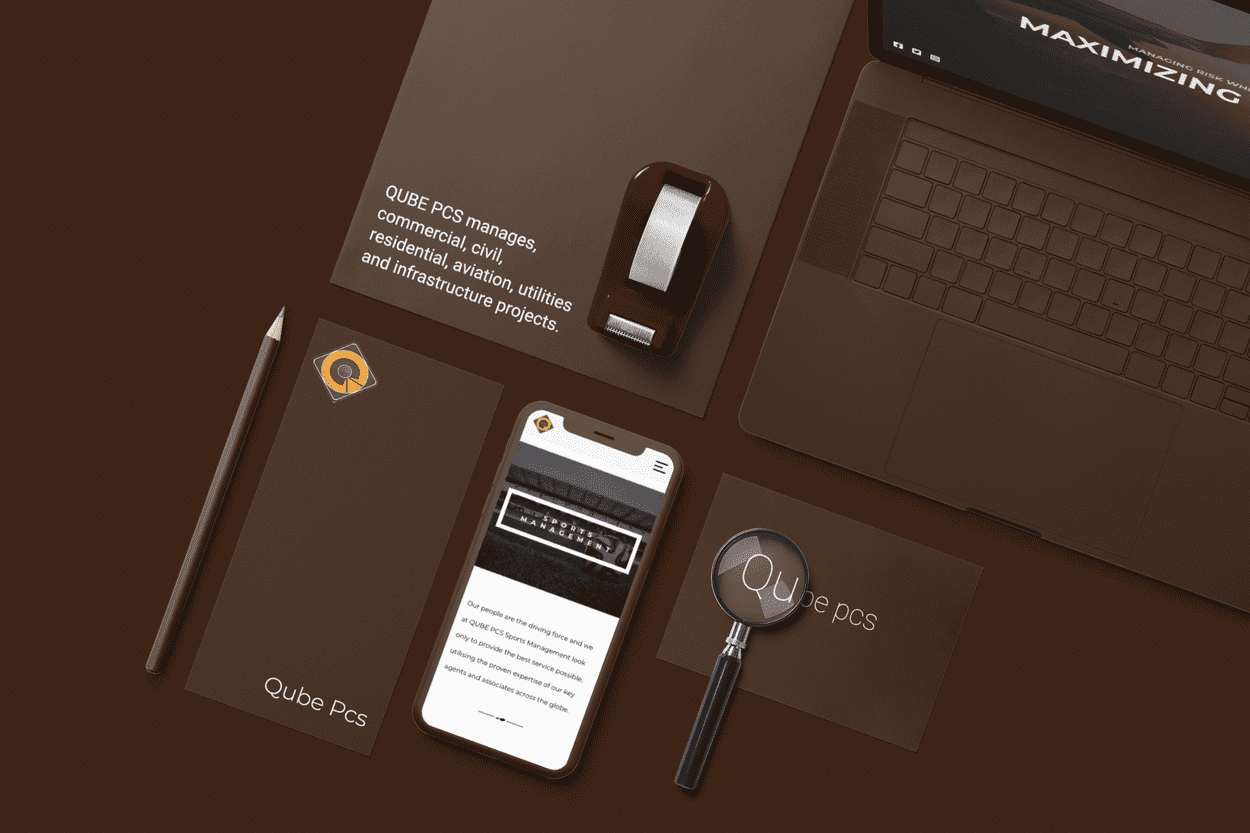 MAXIMIZING
MANAGING RISK
QUBE PCS manages,
commercial, civil,
residential, aviation, utilities
and infrastructure projects.
SPORTS
MANAGEMENT
Our people are the driving force and we
at QUBE PCS Sports Management look
only to provide the best service possible,
utilising the proven expertise of our key
agents and associates across the globe.
Qube pcs
Qube Pcs